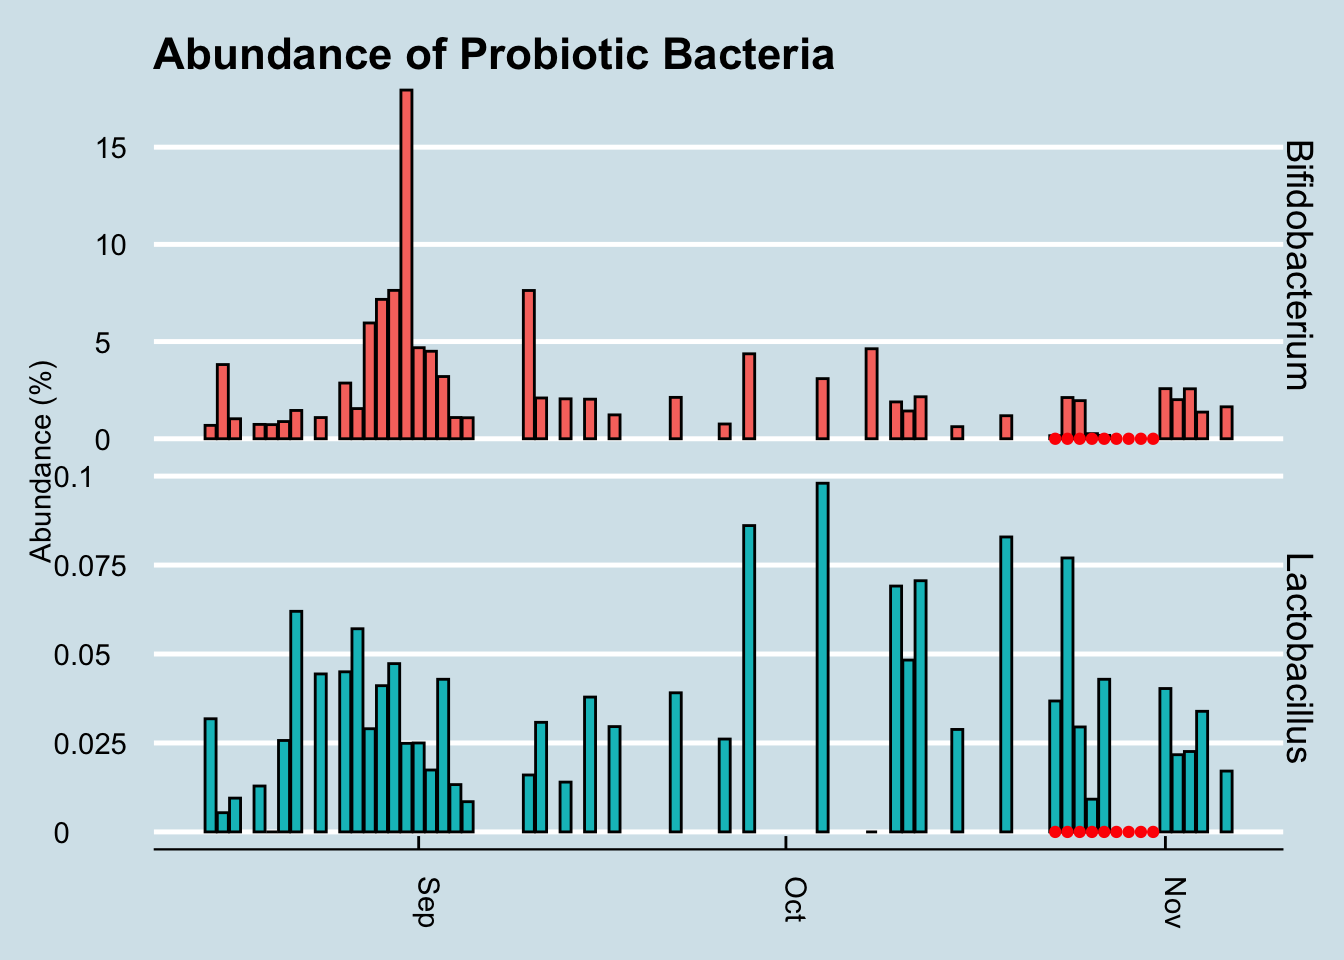 Abundance of Probiotic Bacteria
Abundance (%)
15
10
5
0
Bifidobacterium
0.1
0.075
0.05
0.025
0
Lactobacillus
Sep
Oct
Nov